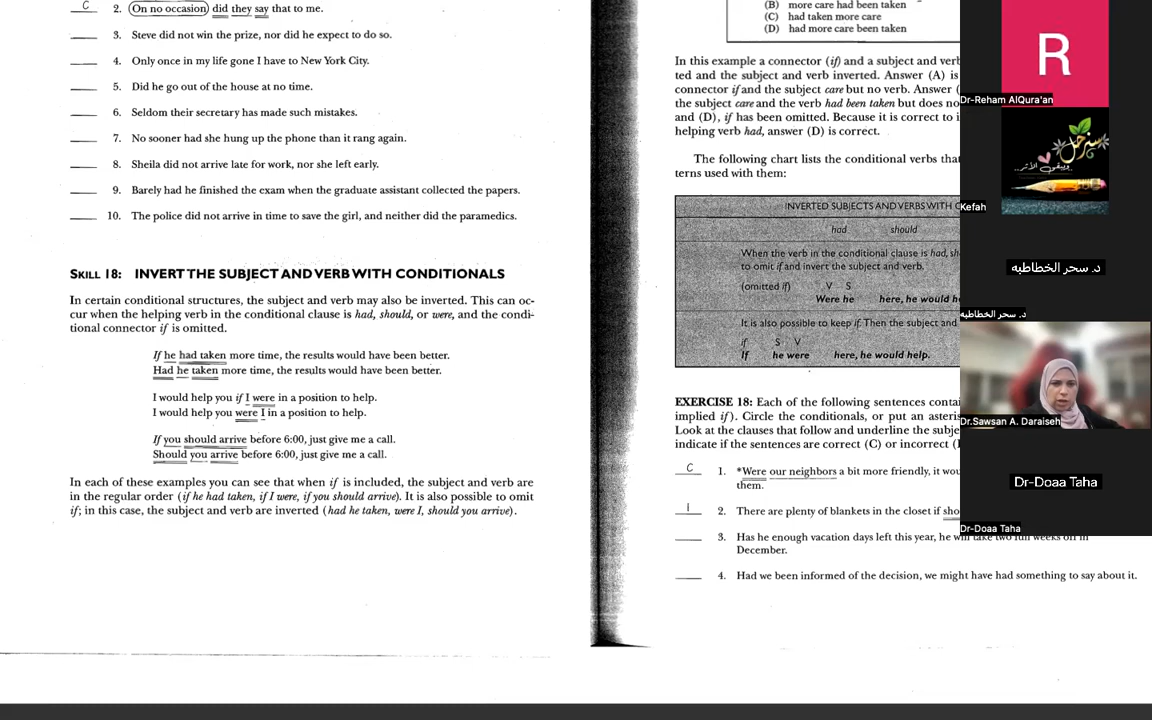 C 2. On no occasion did they say that to me.
3. Steve did not win the prize, nor did he expect to do so.
4. Only once in my life gone I have to New York City.
5. Did he go out of the house at no time.
6. Seldom their secretary has made such mistakes.
7. No sooner had she hung up the phone than it rang again.
8. Sheila did not arrive late for work, nor she left early.
9. Barely had he finished the exam when the graduate assistant collected the papers.
10. The police did not arrive in time to save the girl, and neither did the paramedics.
SKILL 18: INVERT THE SUBJECT AND VERB WITH CONDITIONALS
In certain conditional structures, the subject and verb may also be inverted. This can oc-
cur when the helping verb in the conditional clause is had, should, or were, and the condi-
tional connector if is omitted.
If he had taken more time, the results would have been better.
Had he taken more time, the results would have been better.
I would help you if I were in a position to help.
I would help you were I in a position to help.
If you should arrive before 6:00, just give me a call.
Should you arrive before 6:00, just give me a call.
In each of these examples you can see that when if is included, the subject and verb are
in the regular order (if he had taken, if I were, if you should arrive). It is also possible to omit
if; in this case, the subject and verb are inverted (had he taken, were I, should you arrive).
(B) more care had been taken
(C) had taken more care
(D) had more care been taken
In this example a connector (if) and a subject and verb
ted and the subject and verb inverted. Answer (A) is
connector if and the subject care but no verb. Answer (
the subject care and the verb had been taken but does no
and (D), if has been omitted. Because it is correct to i
helping verb had, answer (D) is correct.
The following chart lists the conditional verbs tha
terns used with them:
INVERTED SUBJECTS AND VERBS WITH C
had should
When the verb in the conditional clause is had, sh
to omit if and invert the subject and verb.
(omitted if) V S
Were he here, he would h
It is also possible to keep if. Then the subject and
if S V
If he were here, he would help.
EXERCISE 18: Each of the following sentences contai
implied if). Circle the conditionals, or put an asteris
Look at the clauses that follow and underline the subje
indicate if the sentences are correct (C) or incorrect (
C 1. *Were our neighbors a bit more friendly, it wou
them.
i 2. There are plenty of blankets in the closet if sho
3. Has he enough vacation days left this year, he will take two full weeks off in
December.
4. Had we been informed of the decision, we might have had something to say about it.
R
Dr-Reham AlQura'an
Kefah
د. سحر الخطاطبه
د. سحر الخطاطبه
Dr.Sawsan A. Daraiseh
Dr-Doaa Taha
Dr-Doaa Taha